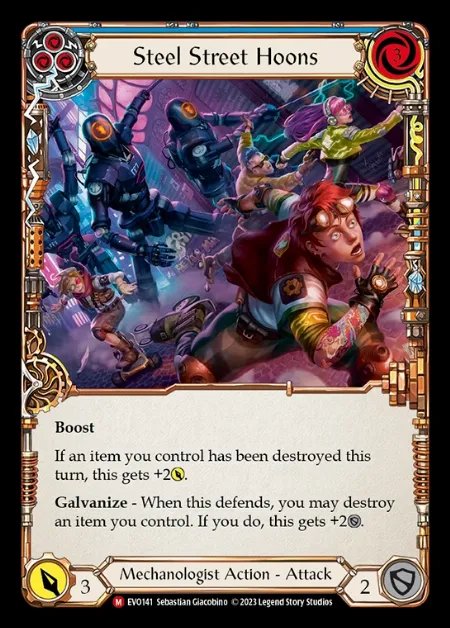 Steel Street Hoons
3
Boost
If an item you control has been destroyed this
turn, this gets +2.
Galvanize - When this defends, you may destroy
an item you control. If you do, this gets +2.
3
Mechanologist Action - Attack
2
M EVO141 Sebastian Giacobino © 2023 Legend Story Studios